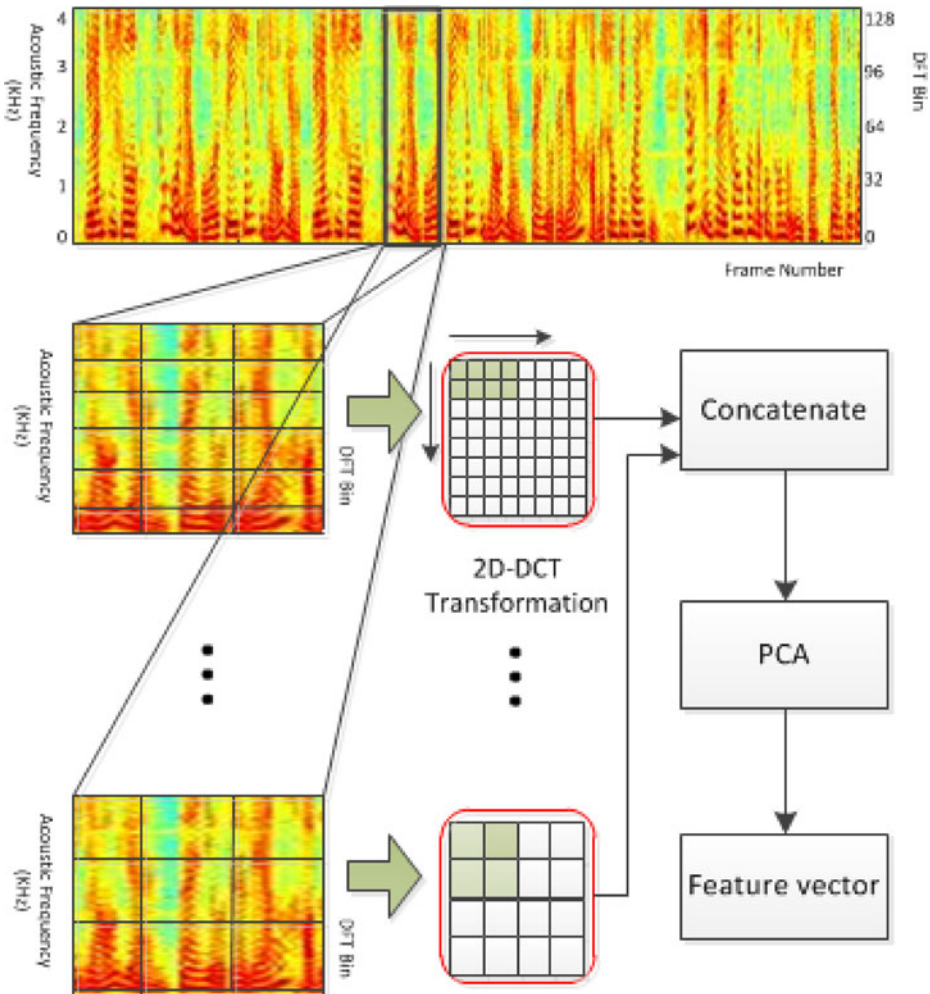 4
3
2
1
0
Acoustic Frequency
(KHz)
128
96
64
32
0
DFT Bin
Frame Number
Acoustic Frequency
(KHz)
DFT Bin
2D-DCT
Transformation
Concatenate
PCA
Feature vector
Acoustic Frequency
(KHz)
DFT Bin